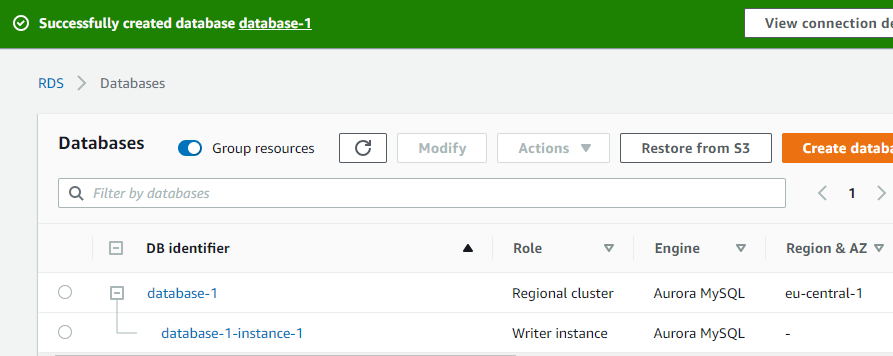 Successfully created database database-1
View connection de
RDS > Databases
Databases Group resources Modify Actions Restore from S3 Create databa
Filter by databases 1
DB identifier Role Engine Region & AZ
database-1 Regional cluster Aurora MySQL eu-central-1
database-1-instance-1 Writer instance Aurora MySQL -